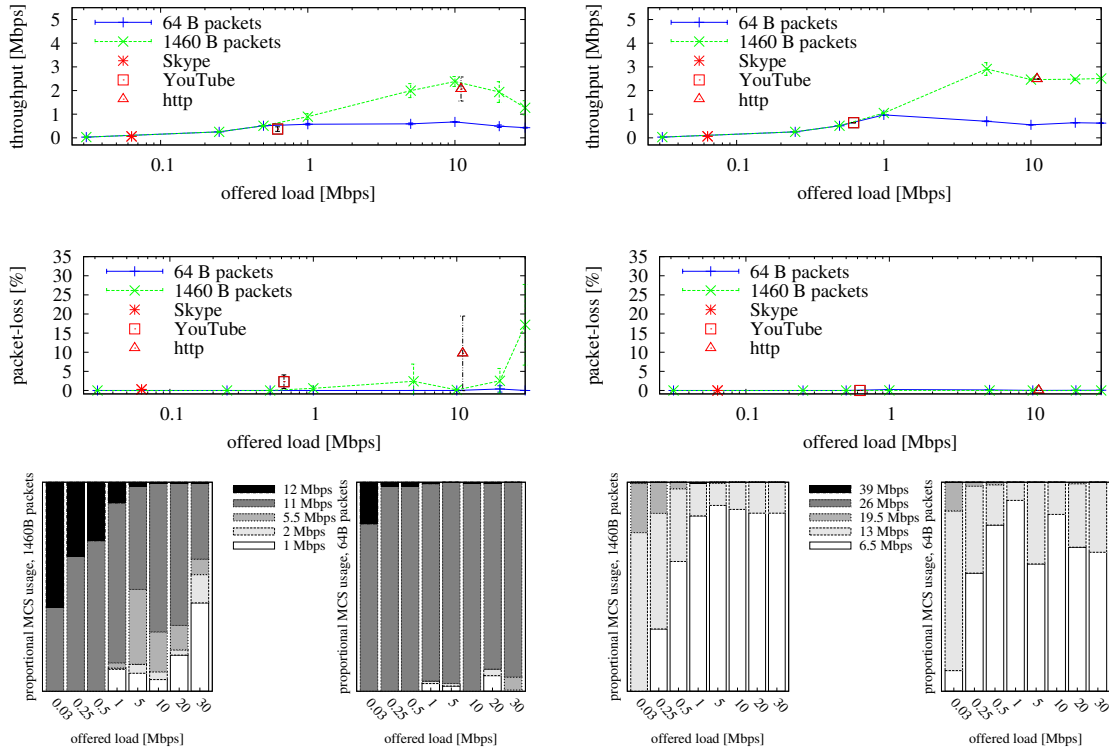 throughput [Mbps]
5
4
3
2
1
0
64 B packets
1460 B packets
Skype
YouTube
http
0.1
1
10
offered load [Mbps]
throughput [Mbps]
5
4
3
2
1
0
64 B packets
1460 B packets
Skype
YouTube
http
0.1
1
10
offered load [Mbps]
packet-loss [%]
35
30
25
20
15
10
5
0
64 B packets
1460 B packets
Skype
YouTube
http
0.1
1
10
offered load [Mbps]
packet-loss [%]
35
30
25
20
15
10
5
0
64 B packets
1460 B packets
Skype
YouTube
http
0.1
1
10
offered load [Mbps]
proportional MCS usage, 1460B packets
0.03
0.25
0.5
1
5
10
20
30
offered load [Mbps]
12 Mbps
11 Mbps
5.5 Mbps
2 Mbps
1 Mbps
proportional MCS usage, 64B packets
0.03
0.25
0.5
1
5
10
20
30
offered load [Mbps]
proportional MCS usage, 1460B packets
0.03
0.25
0.5
1
5
10
20
30
offered load [Mbps]
39 Mbps
26 Mbps
19.5 Mbps
13 Mbps
6.5 Mbps
proportional MCS usage, 64B packets
0.03
0.25
0.5
1
5
10
20
30
offered load [Mbps]